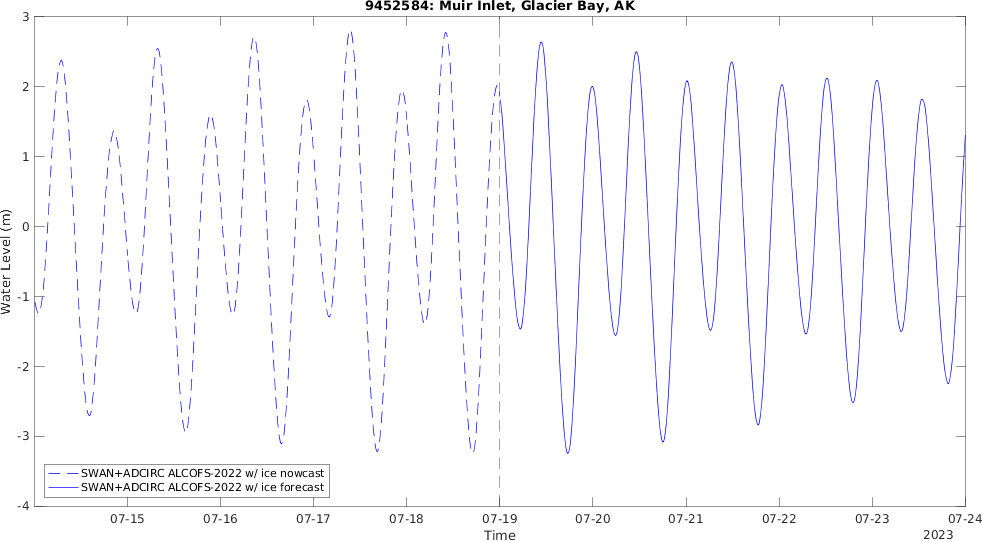 9452584: Muir Inlet, Glacier Bay, AK
3
2
1
0
-1
-2
-3
-4
Water Level (m)
SWAN+ADCIRC ALCOFS-2022 w/ ice nowcast
SWAN+ADCIRC ALCOFS-2022 w/ ice forecast
07-15 07-16 07-17 07-18 07-19 07-20 07-21 07-22 07-23 07-24
Time
2023